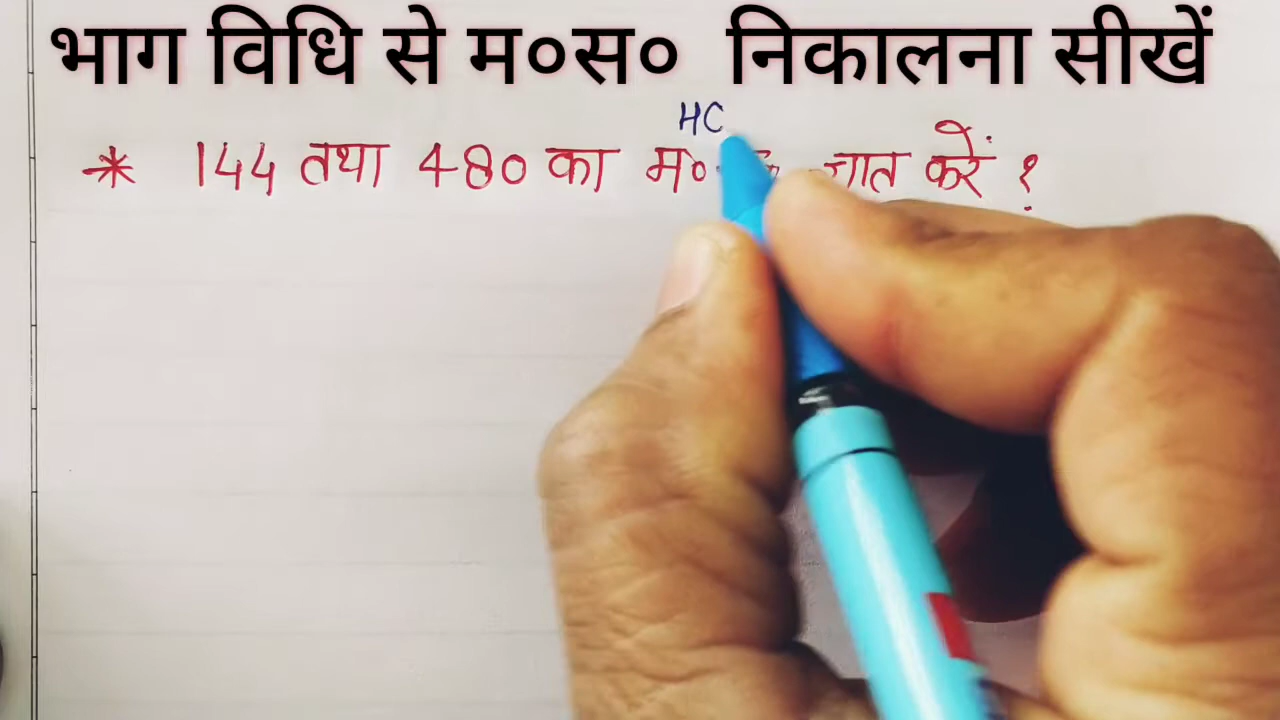 भाग विधि से म०स० निकालना सीखें
HC
* 144 तथा 480 का म० करें ?